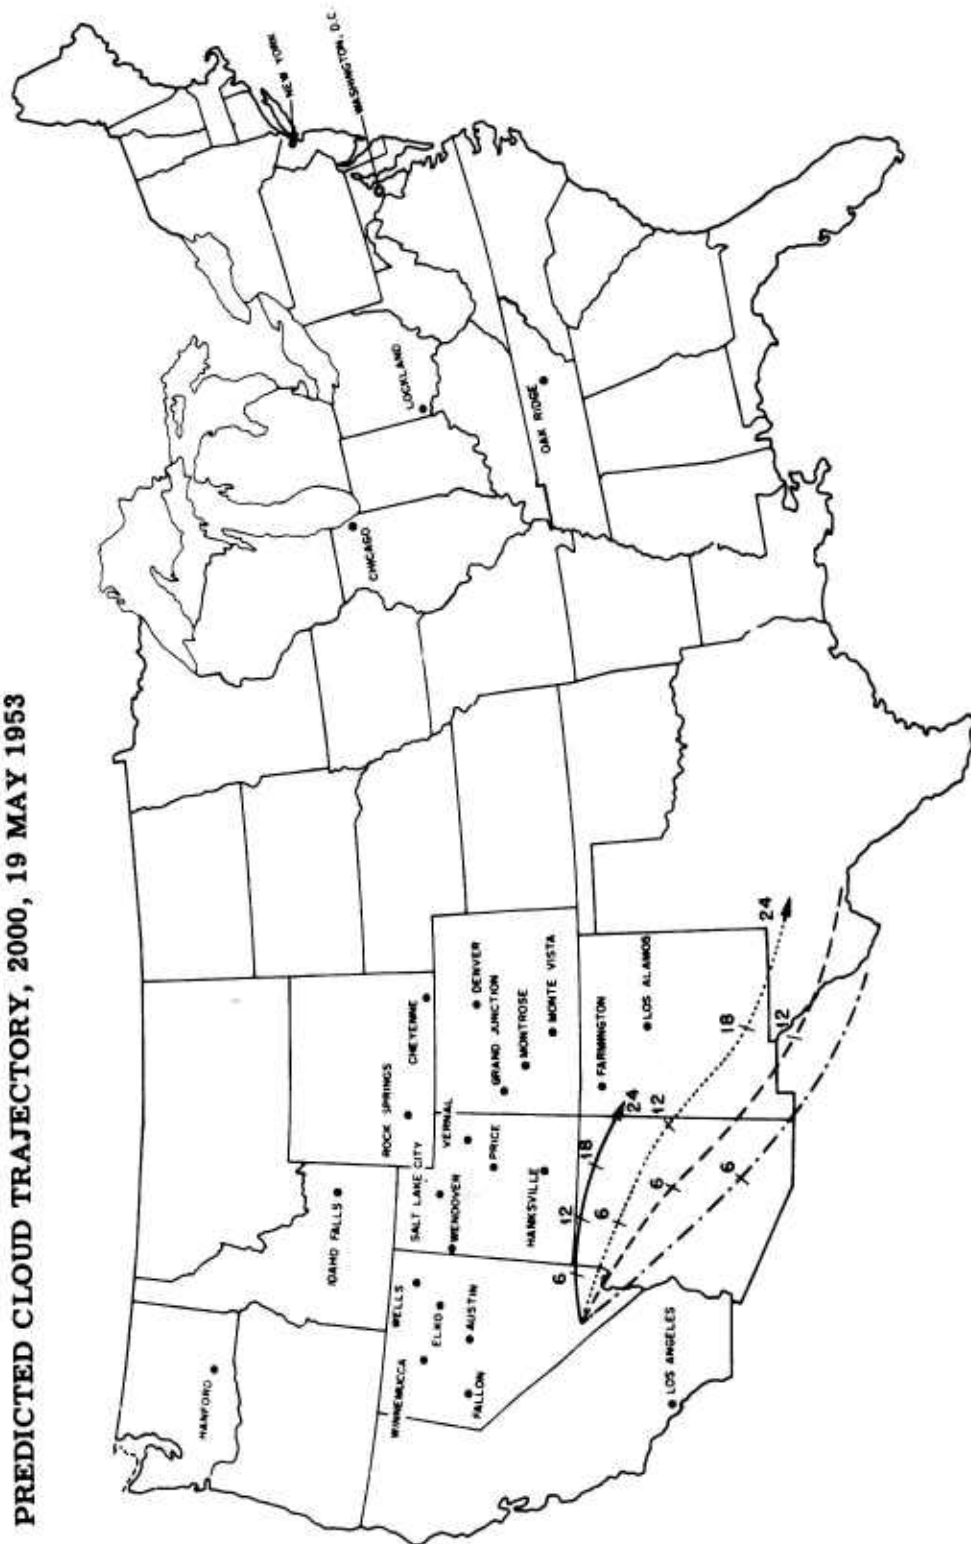 PREDICTED CLOUD TRAJECTORY, 2000, 19 MAY 1953
NEW YORK
WASHINGTON, D.C.
HANFORD
IDAHO FALLS
ROCK SPRINGS
CHEYENNE
CHICAGO
LOCKLAND
WINNEMUCCA
WELLS
ELKO
AUSTIN
FALLON
SALT LAKE CITY
WENDOVER
VERNAL
PRICE
HANKSVILLE
DENVER
GRAND JUNCTION
MONTROSE
MONTE VISTA
FARMINGTON
LOS ALAMOS
OAK RIDGE
LOS ANGELES
6
12
18
24
6
12
18
24
6
12
6